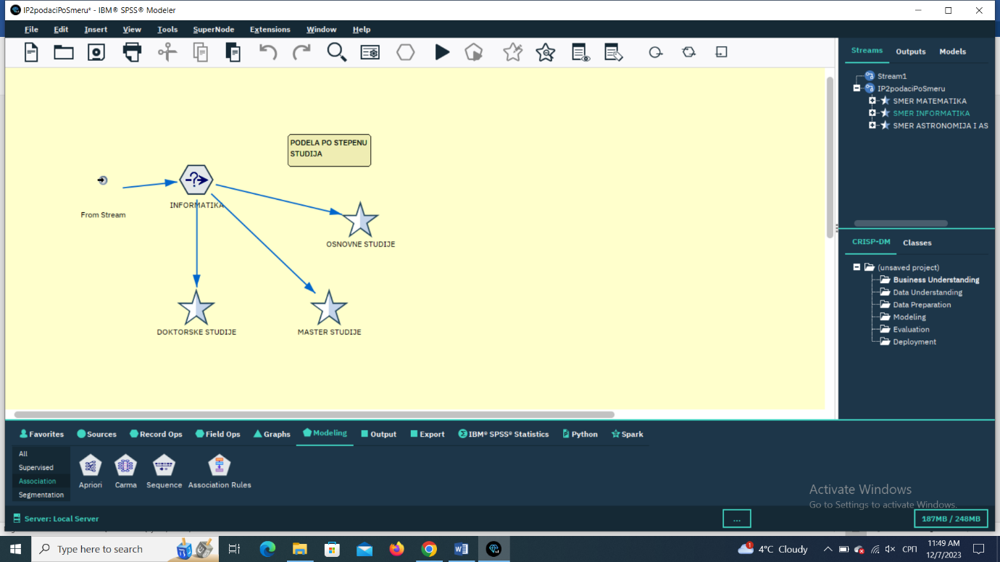 IP2podaciPoSmeru* - IBM® SPSS® Modeler
File Edit Insert View Tools SuperNode Extensions Window Help
Streams Outputs Models
Stream1
IP2podaciPoSmeru
SMER MATEMATIKA
SMER INFORMATIKA
SMER ASTRONOMIJA I AS
PODELA PO STEPENU
STUDIJA
From Stream
INFORMATIKA
OSNOVNE STUDIJE
DOKTORSKE STUDIJE
MASTER STUDIJE
CRISP-DM Classes
(unsaved project)
Business Understanding
Data Understanding
Data Preparation
Modeling
Evaluation
Deployment
Favorites Sources Record Ops Field Ops Graphs Modeling Output Export IBM® SPSS® Statistics Python Spark
All
Supervised
Association
Segmentation
Apriori Carma Sequence Association Rules
Activate Windows
Go to Settings to activate Windows.
Server: Local Server
...
187MB / 248MB
Type here to search
1
4°C Cloudy
СРП
11:49 AM
12/7/2023